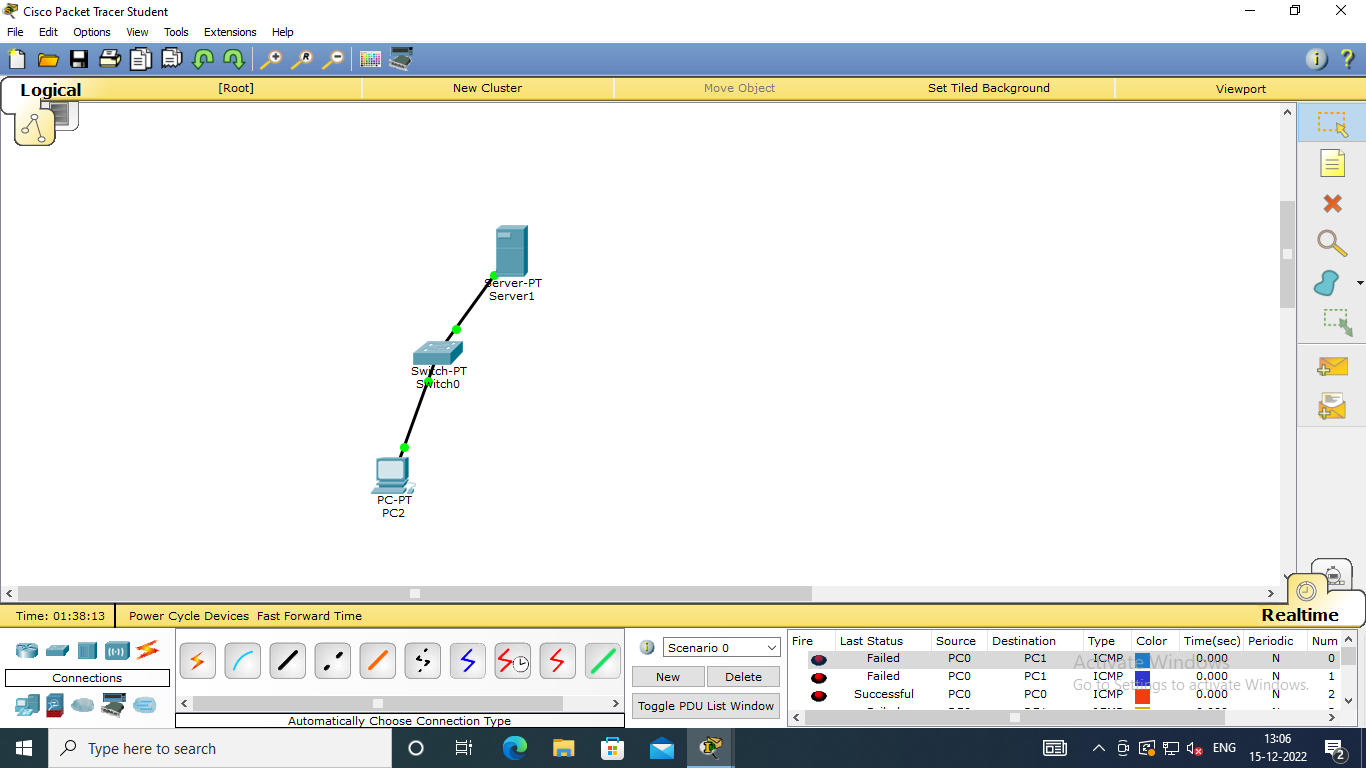 Cisco Packet Tracer Student
File Edit Options View Tools Extensions Help
Logical [Root] New Cluster Move Object Set Tiled Background Viewport
Server-PT
Server1
Switch-PT
Switch0
PC-PT
PC2
Time: 01:38:13 Power Cycle Devices Fast Forward Time Realtime
Connections
Automatically Choose Connection Type
Scenario 0
New Delete
Toggle PDU List Window
Fire Last Status Source Destination Type Color Time(sec) Periodic Num
Failed PC0 PC1 ICMP 0.000 N 0
Failed PC0 PC1 ICMP 0.000 N 1
Successful PC0 PC0 ICMP 0.000 N 2
Activate Windows
Go to Settings to activate Windows.
Type here to search
ENG
13:06
15-12-2022
2